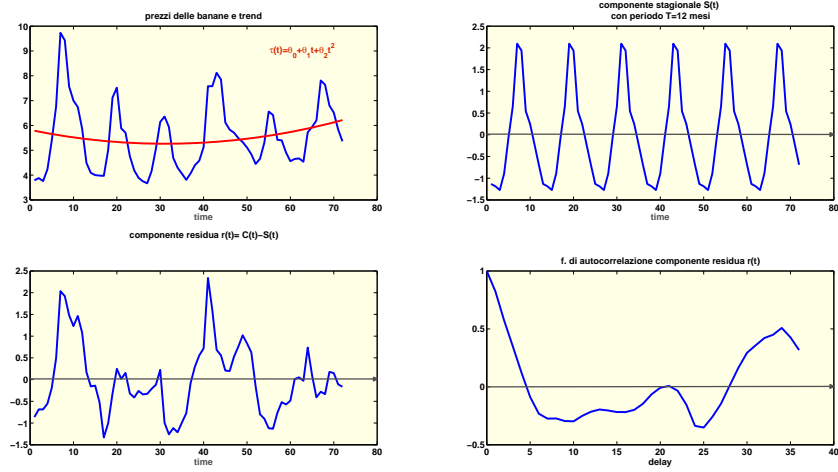 prezzi delle banane e trend
10
9
8
7
6
5
4
3
τ(t)=θ0+θ1t+θ2t²
0 10 20 30 40 50 60 70 80
time
componente stagionale S(t)
con periodo T=12 mesi
2.5
2
1.5
1
0.5
0
−0.5
−1
−1.5
0 10 20 30 40 50 60 70 80
time
componente residua r(t)= C(t)−S(t)
2.5
2
1.5
1
0.5
0
−0.5
−1
−1.5
0 10 20 30 40 50 60 70 80
time
f. di autocorrelazione componente residua r(t)
1
0.5
0
−0.5
0 5 10 15 20 25 30 35 40
delay